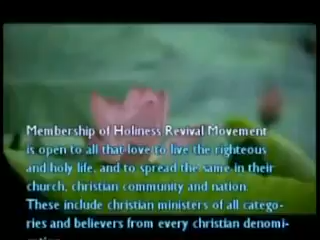 Membership of Holiness Revival Movement
is open to all that love to live the righteous
and holy life, and to spread the same in their
church, christian community and nation.
These include christian ministers of all catego-
ries and believers from every christian denomi-
nation